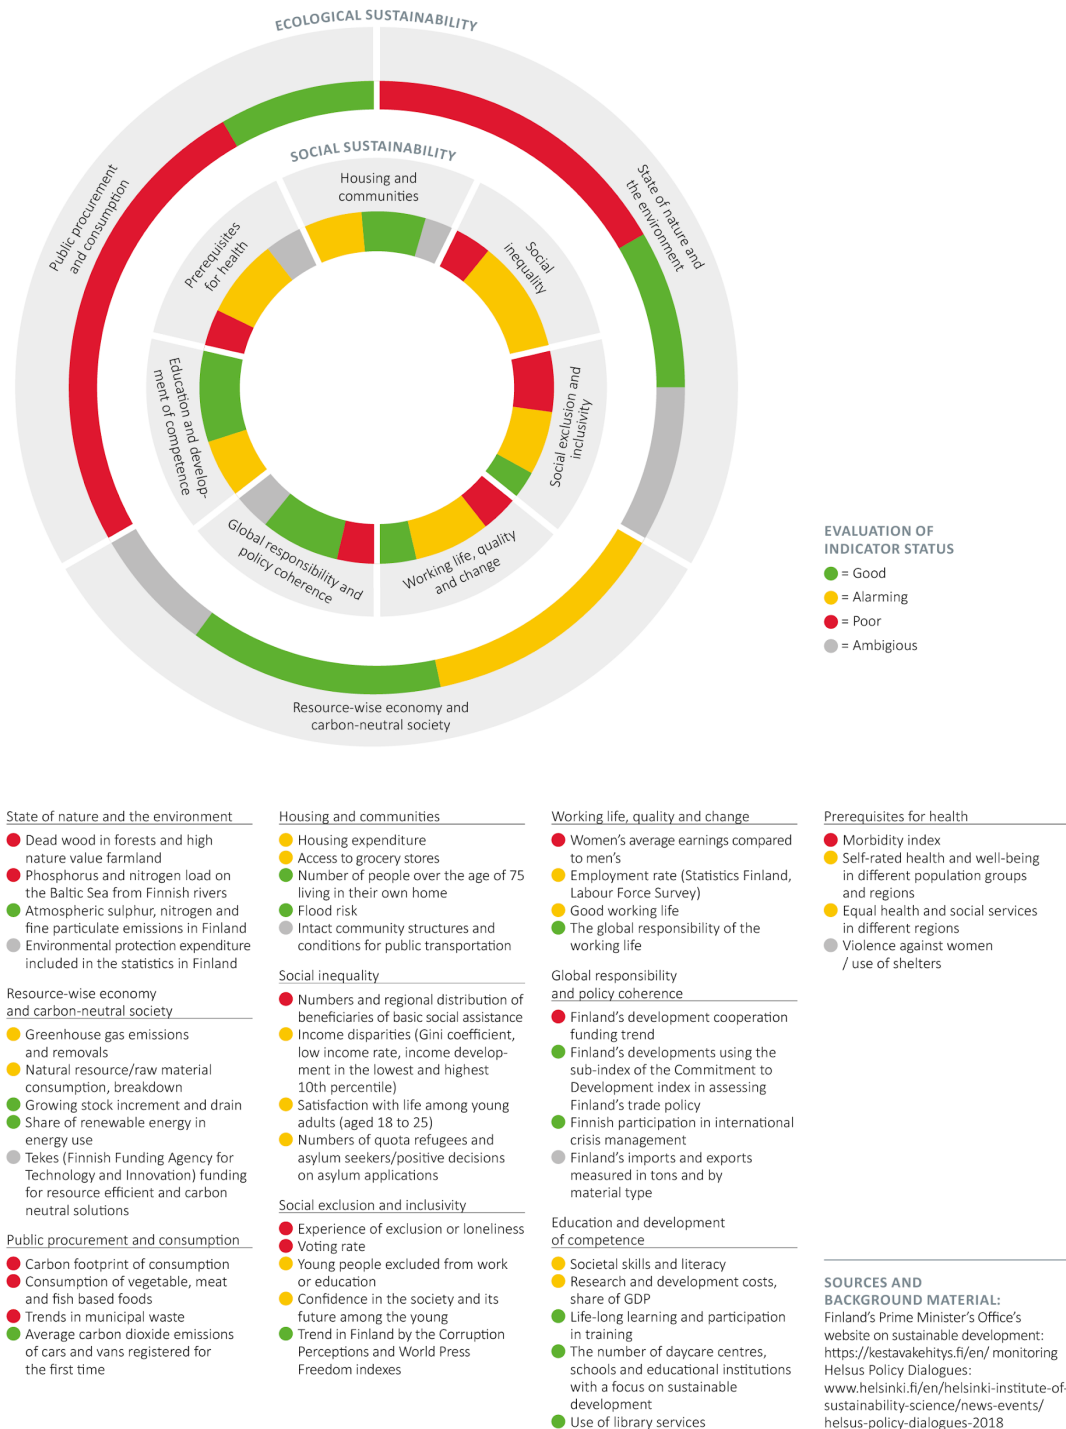 ECOLOGICAL SUSTAINABILITY
SOCIAL SUSTAINABILITY
Public procurement
and consumption
State of nature and
the environment
Resource-wise economy and
carbon-neutral society
Housing and
communities
Social
inequality
Social exclusion and
inclusivity
Working life, quality
and change
Global responsibility and
policy coherence
Education and develop-
ment of competence
Prerequisites
for health
EVALUATION OF
INDICATOR STATUS
= Good
= Alarming
= Poor
= Ambigious
State of nature and the environment
Dead wood in forests and high
nature value farmland
Phosphorus and nitrogen load on
the Baltic Sea from Finnish rivers
Atmospheric sulphur, nitrogen and
fine particulate emissions in Finland
Environmental protection expenditure
included in the statistics in Finland
Resource-wise economy
and carbon-neutral society
Greenhouse gas emissions
and removals
Natural resource/raw material
consumption, breakdown
Growing stock increment and drain
Share of renewable energy in
energy use
Tekes (Finnish Funding Agency for
Technology and Innovation) funding
for resource efficient and carbon
neutral solutions
Public procurement and consumption
Carbon footprint of consumption
Consumption of vegetable, meat
and fish based foods
Trends in municipal waste
Average carbon dioxide emissions
of cars and vans registered for
the first time
Housing and communities
Housing expenditure
Access to grocery stores
Number of people over the age of 75
living in their own home
Flood risk
Intact community structures and
conditions for public transportation
Social inequality
Numbers and regional distribution of
beneficiaries of basic social assistance
Income disparities (Gini coefficient,
low income rate, income develop-
ment in the lowest and highest
10th percentile)
Satisfaction with life among young
adults (aged 18 to 25)
Numbers of quota refugees and
asylum seekers/positive decisions
on asylum applications
Social exclusion and inclusivity
Experience of exclusion or loneliness
Voting rate
Young people excluded from work
or education
Confidence in the society and its
future among the young
Trend in Finland by the Corruption
Perceptions and World Press
Freedom indexes
Working life, quality and change
Women's average earnings compared
to men's
Employment rate (Statistics Finland,
Labour Force Survey)
Good working life
The global responsibility of the
working life
Global responsibility
and policy coherence
Finland's development cooperation
funding trend
Finland's developments using the
sub-index of the Commitment to
Development index in assessing
Finland's trade policy
Finnish participation in international
crisis management
Finland's imports and exports
measured in tons and by
material type
Education and development
of competence
Societal skills and literacy
Research and development costs,
share of GDP
Life-long learning and participation
in training
The number of daycare centres,
schools and educational institutions
with a focus on sustainable
development
Use of library services
Prerequisites for health
Morbidity index
Self-rated health and well-being
in different population groups
and regions
Equal health and social services
in different regions
Violence against women
/ use of shelters
SOURCES AND
BACKGROUND MATERIAL:
Finland's Prime Minister's Office's
website on sustainable development:
https://kestavakehitys.fi/en/ monitoring
Helsus Policy Dialogues:
www.helsinki.fi/en/helsinki-institute-of-
sustainability-science/news-events/
helsus-policy-dialogues-2018